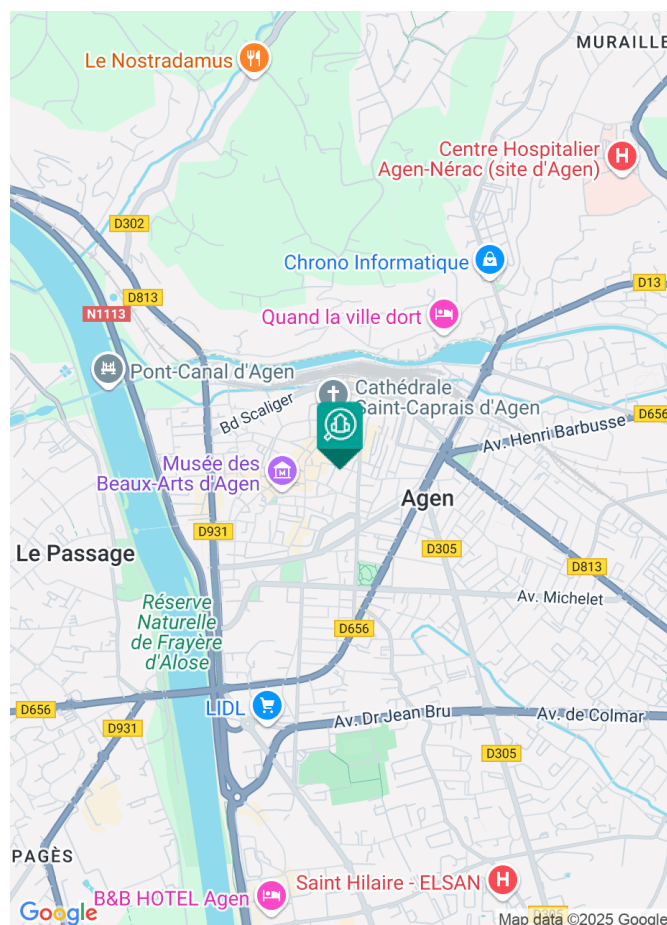 MURAILLE
Le Nostradamus
Centre Hospitalier
Agen-Nérac (site d'Agen)
H
D302
Chrono Informatique
D13
D813
N1113
Quand la ville dort
Pont-Canal d'Agen
Cathédrale
Saint-Caprais d'Agen
Bd Scaliger
D656
Av. Henri Barbusse
Musée des
Beaux-Arts d'Agen
M
Agen
D931
D305
Le Passage
D813
Av. Michelet
Réserve
Naturelle
de Frayère
d'Alose
D656
D656
LIDL
D931
Av. Dr Jean Bru
Av. de Colmar
D305
PAGÈS
Saint Hilaire - ELSAN
H
B&B HOTEL Agen
Google
D305
Map data ©2025 Google